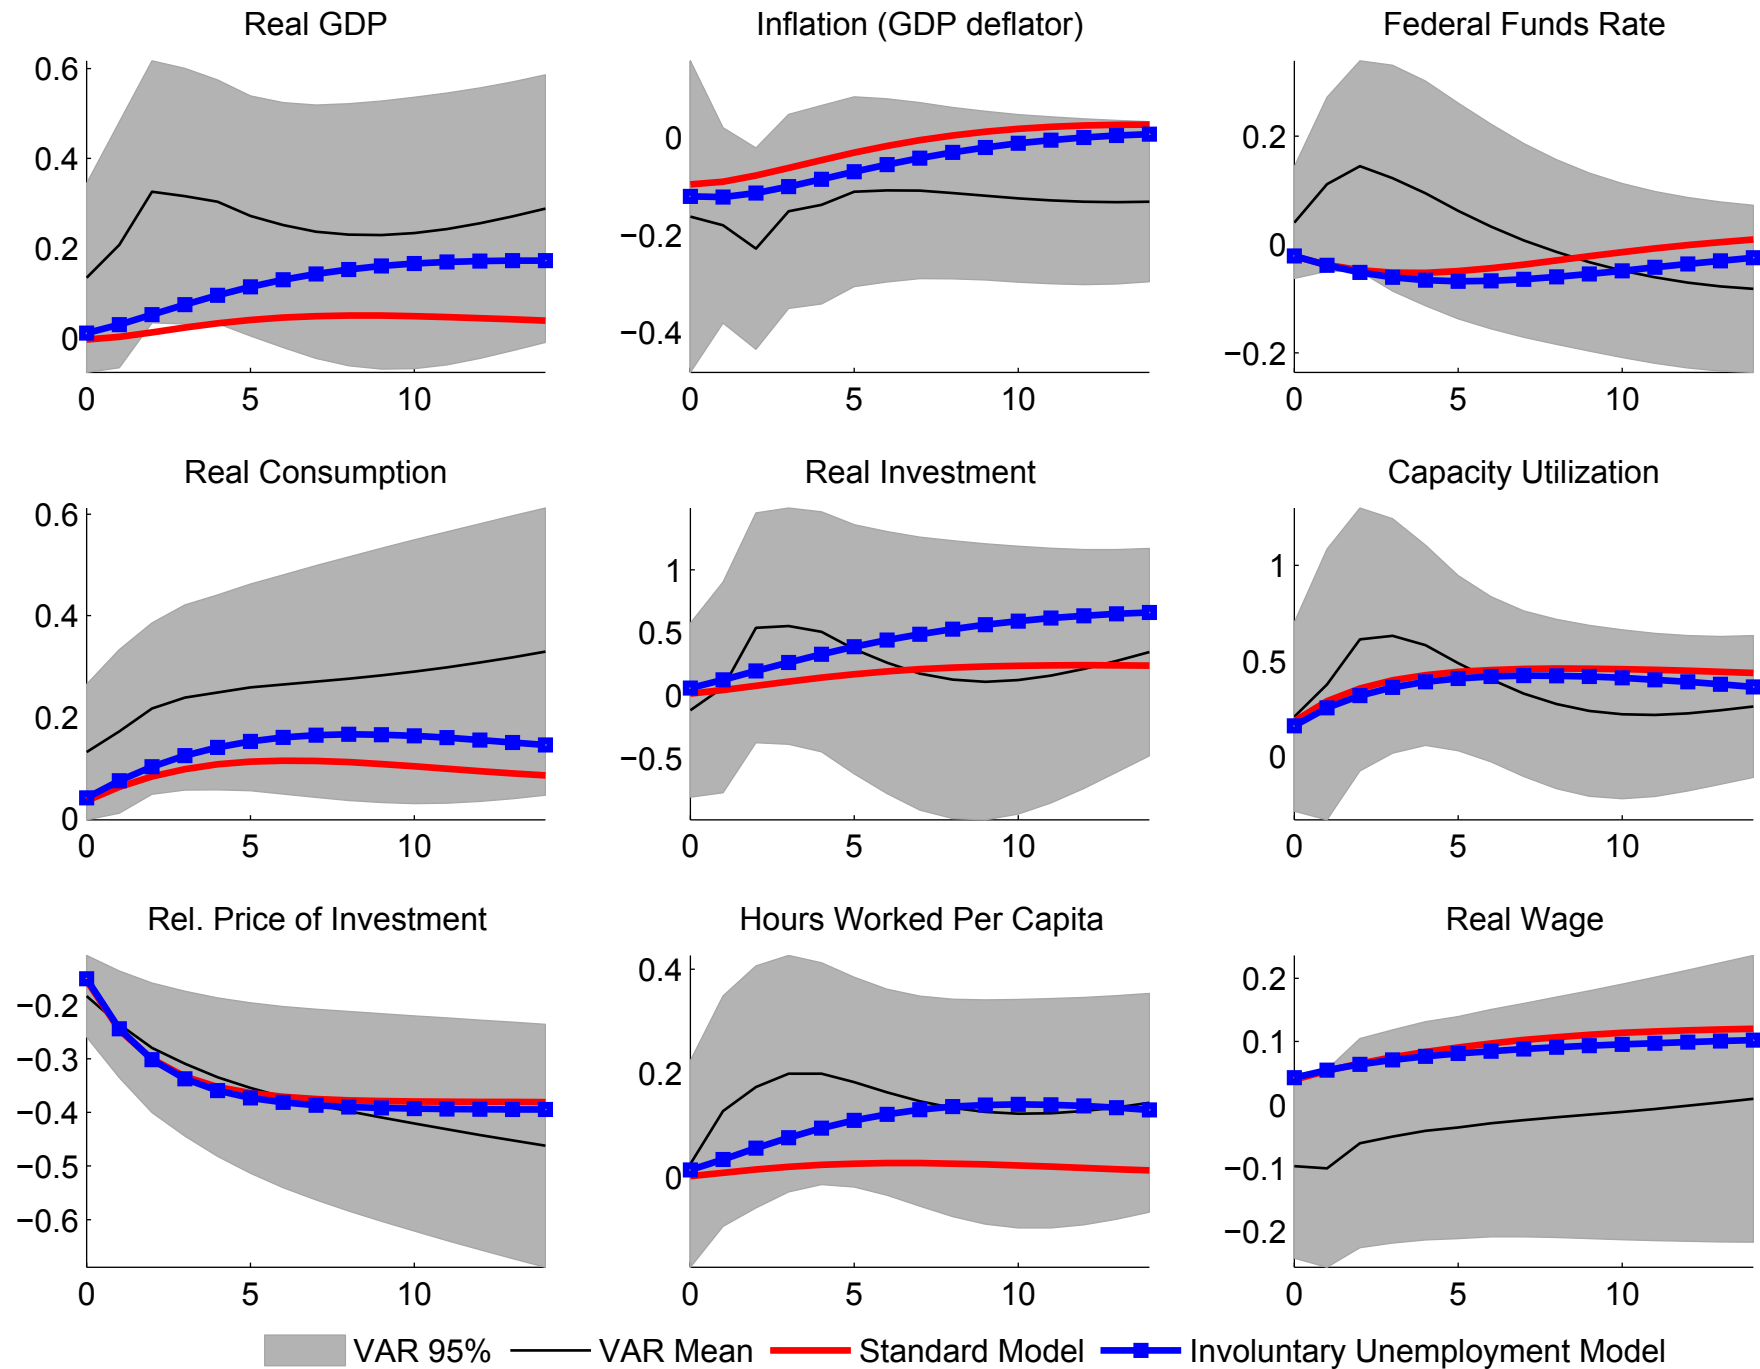 Real GDP
Inflation (GDP deflator)
Federal Funds Rate
0.6
0.4
0.2
0
0 5 10
0
−0.2
−0.4
0 5 10
0.2
0
−0.2
0 5 10
Real Consumption
Real Investment
Capacity Utilization
0.6
0.4
0.2
0
0 5 10
1
0.5
0
−0.5
0 5 10
1
0.5
0
0 5 10
Rel. Price of Investment
Hours Worked Per Capita
Real Wage
−0.2
−0.3
−0.4
−0.5
−0.6
0 5 10
0.4
0.2
0
0 5 10
0.2
0.1
0
−0.1
−0.2
0 5 10
VAR 95% VAR Mean Standard Model Involuntary Unemployment Model